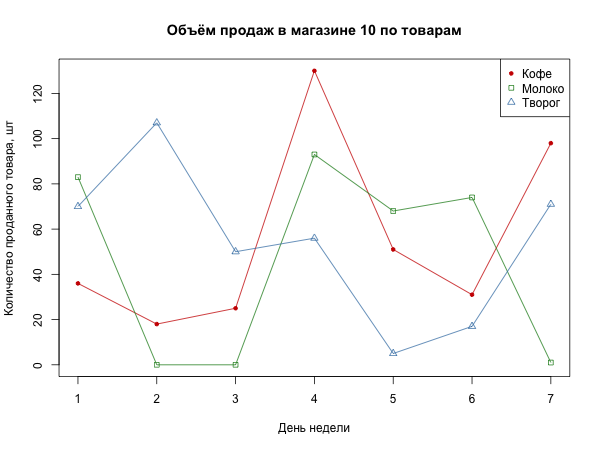 Объём продаж в магазине 10 по товарам
Кофе
Молоко
Творог
Количество проданного товара, шт
120
100
80
60
40
20
0
1 2 3 4 5 6 7
День недели